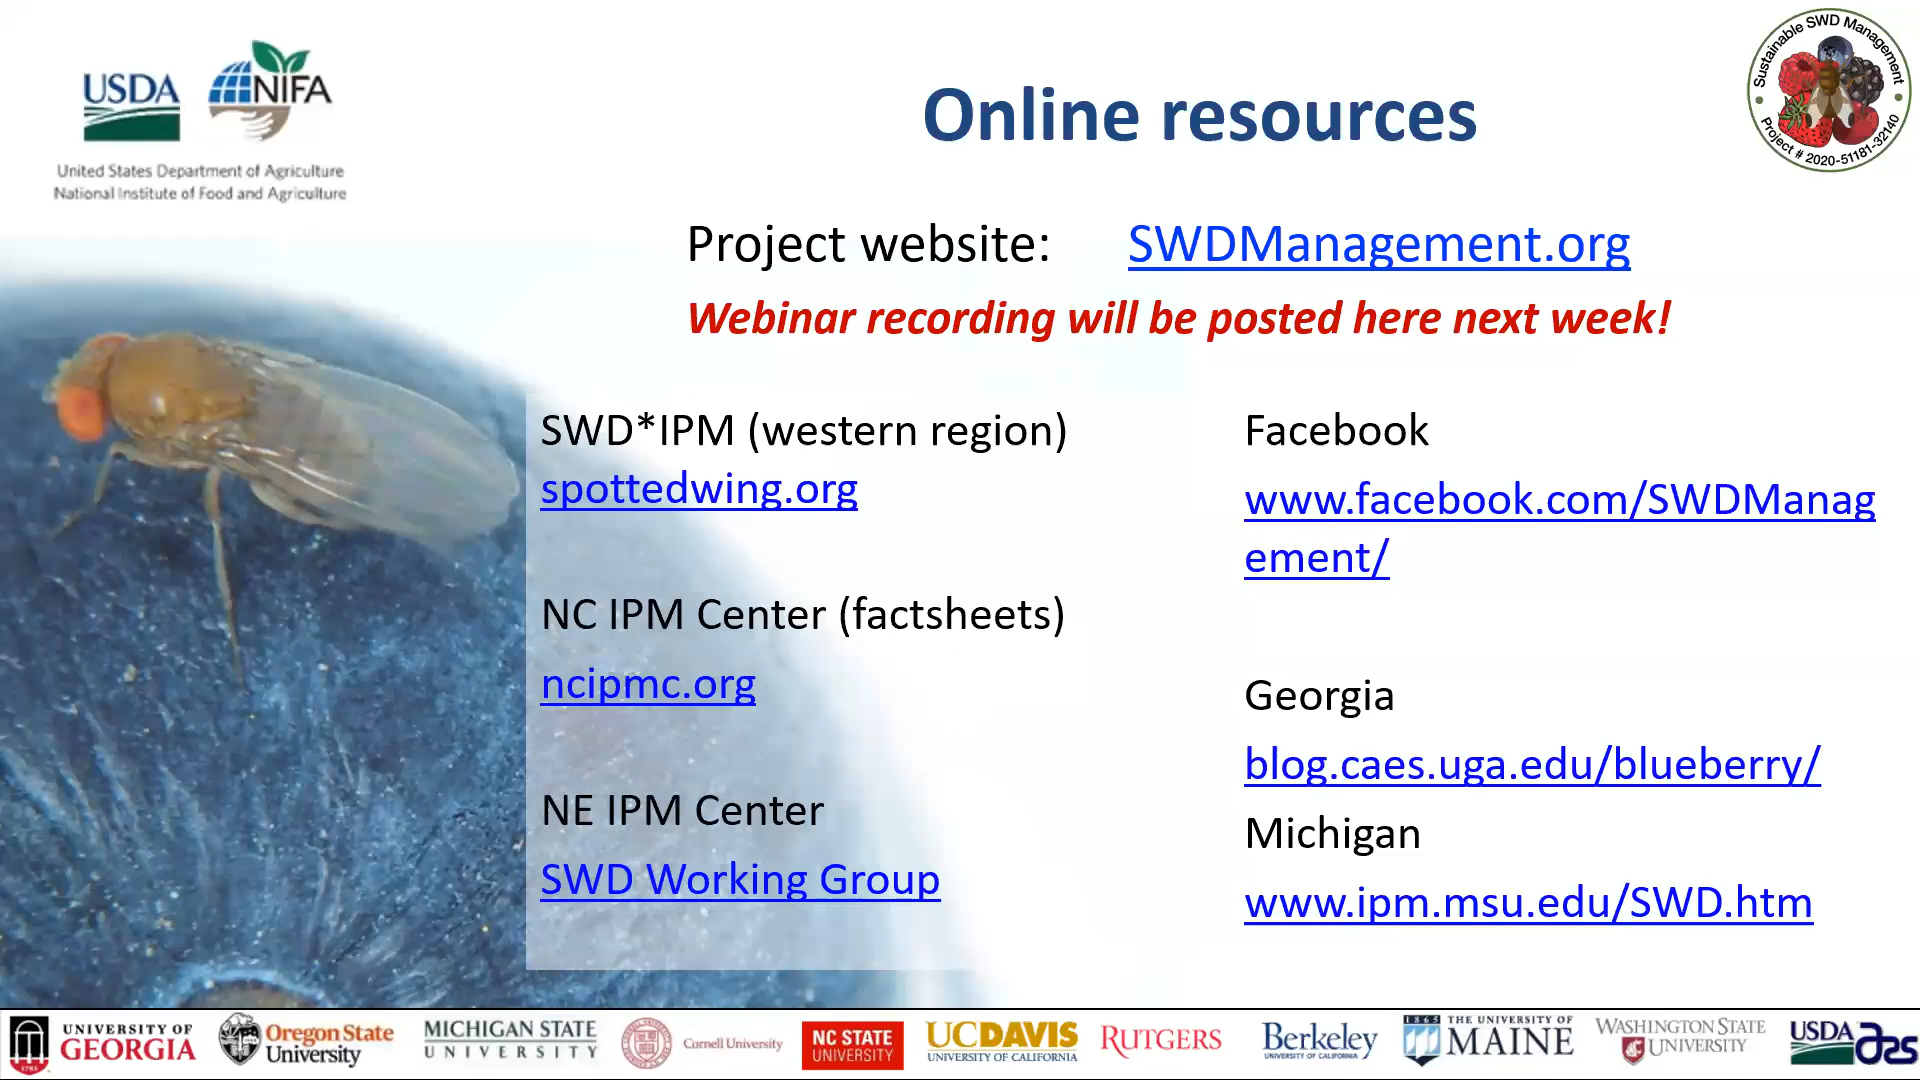 USDA
NIFA
United States Department of Agriculture
National Institute of Food and Agriculture
Online resources
Sustainable SWD Management
Project # 2020-51181-32140
Project website: SWDManagement.org
Webinar recording will be posted here next week!
SWD*IPM (western region)
spottedwing.org
NC IPM Center (factsheets)
ncipmc.org
NE IPM Center
SWD Working Group
Facebook
www.facebook.com/SWDManag
ement/
Georgia
blog.caes.uga.edu/blueberry/
Michigan
www.ipm.msu.edu/SWD.htm
1785
UNIVERSITY OF
GEORGIA
Oregon State
University
MICHIGAN STATE
UNIVERSITY
Cornell University
NC STATE
UNIVERSITY
UCDAVIS
UNIVERSITY OF CALIFORNIA
RUTGERS
Berkeley
UNIVERSITY OF CALIFORNIA
1865
THE UNIVERSITY OF
MAINE
WASHINGTON STATE
UNIVERSITY
USDA
ars